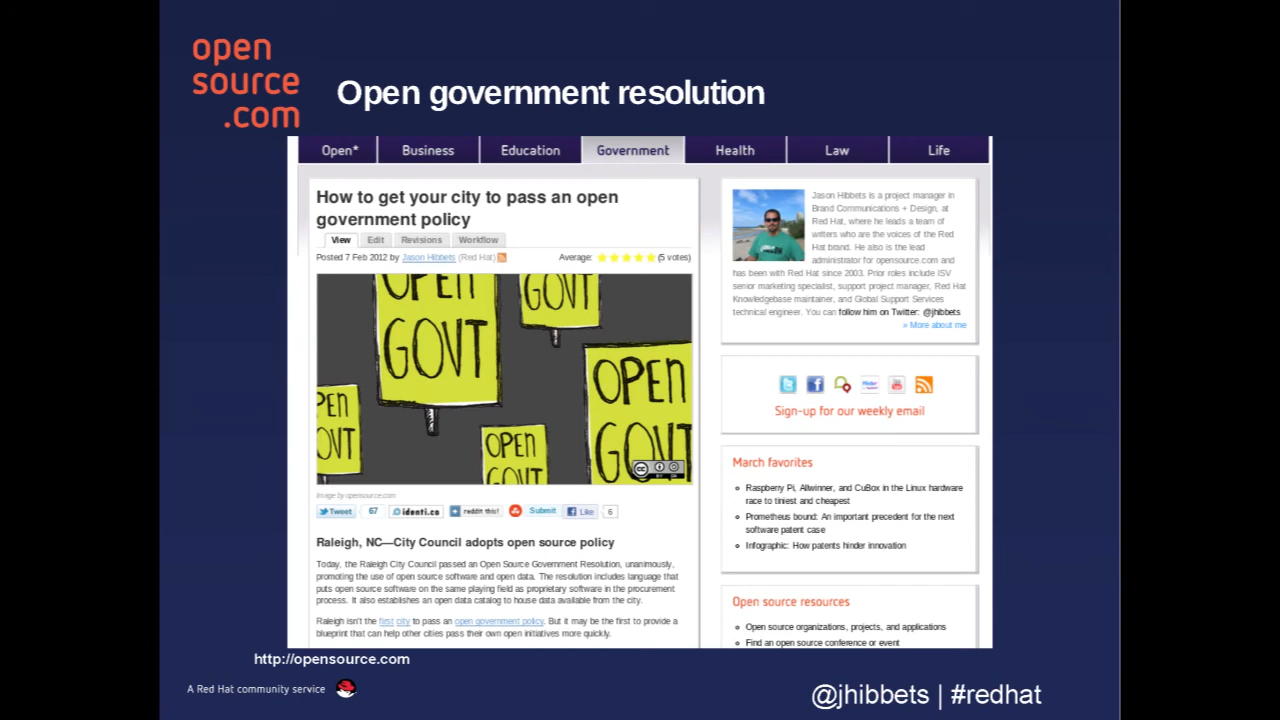 open
source
.com
Open government resolution
Open*
Business
Education
Government
Health
Law
Life
How to get your city to pass an open
government policy
View
Edit
Revisions
Workflow
Posted 7 Feb 2012 by Jason Hibbets (Red Hat)
Average:
(5 votes)
OPEN
GOVT
GOVT
OPEN
GOVT
PEN
OVT
OPEN
GOVT
CC
BY
SA
Image by opensource.com
Tweet
67
identi.ca
reddit this!
Submit
Like
6
Raleigh, NC—City Council adopts open source policy
Today, the Raleigh City Council passed an Open Source Government Resolution, unanimously,
promoting the use of open source software and open data. The resolution includes language that
puts open source software on the same playing field as proprietary software in the procurement
process. It also establishes an open data catalog to house data available from the city.
Raleigh isn't the first city to pass an open government policy. But it may be the first to provide a
blueprint that can help other cities pass their own open initiatives more quickly.
Jason Hibbets is a project manager in
Brand Communications + Design, at
Red Hat, where he leads a team of
writers who are the voices of the Red
Hat brand. He also is the lead
administrator for opensource.com and
has been with Red Hat since 2003. Prior roles include ISV
senior marketing specialist, support project manager, Red Hat
Knowledgebase maintainer, and Global Support Services
technical engineer. You can follow him on Twitter: @jhibbets
» More about me
Sign-up for our weekly email
March favorites
Raspberry Pi, Allwinner, and CuBox in the Linux hardware
race to tiniest and cheapest
Prometheus bound: An important precedent for the next
software patent case
Infographic: How patents hinder innovation
Open source resources
Open source organizations, projects, and applications
Find an open source conference or event
http://opensource.com
A Red Hat community service
@jhibbets | #redhat